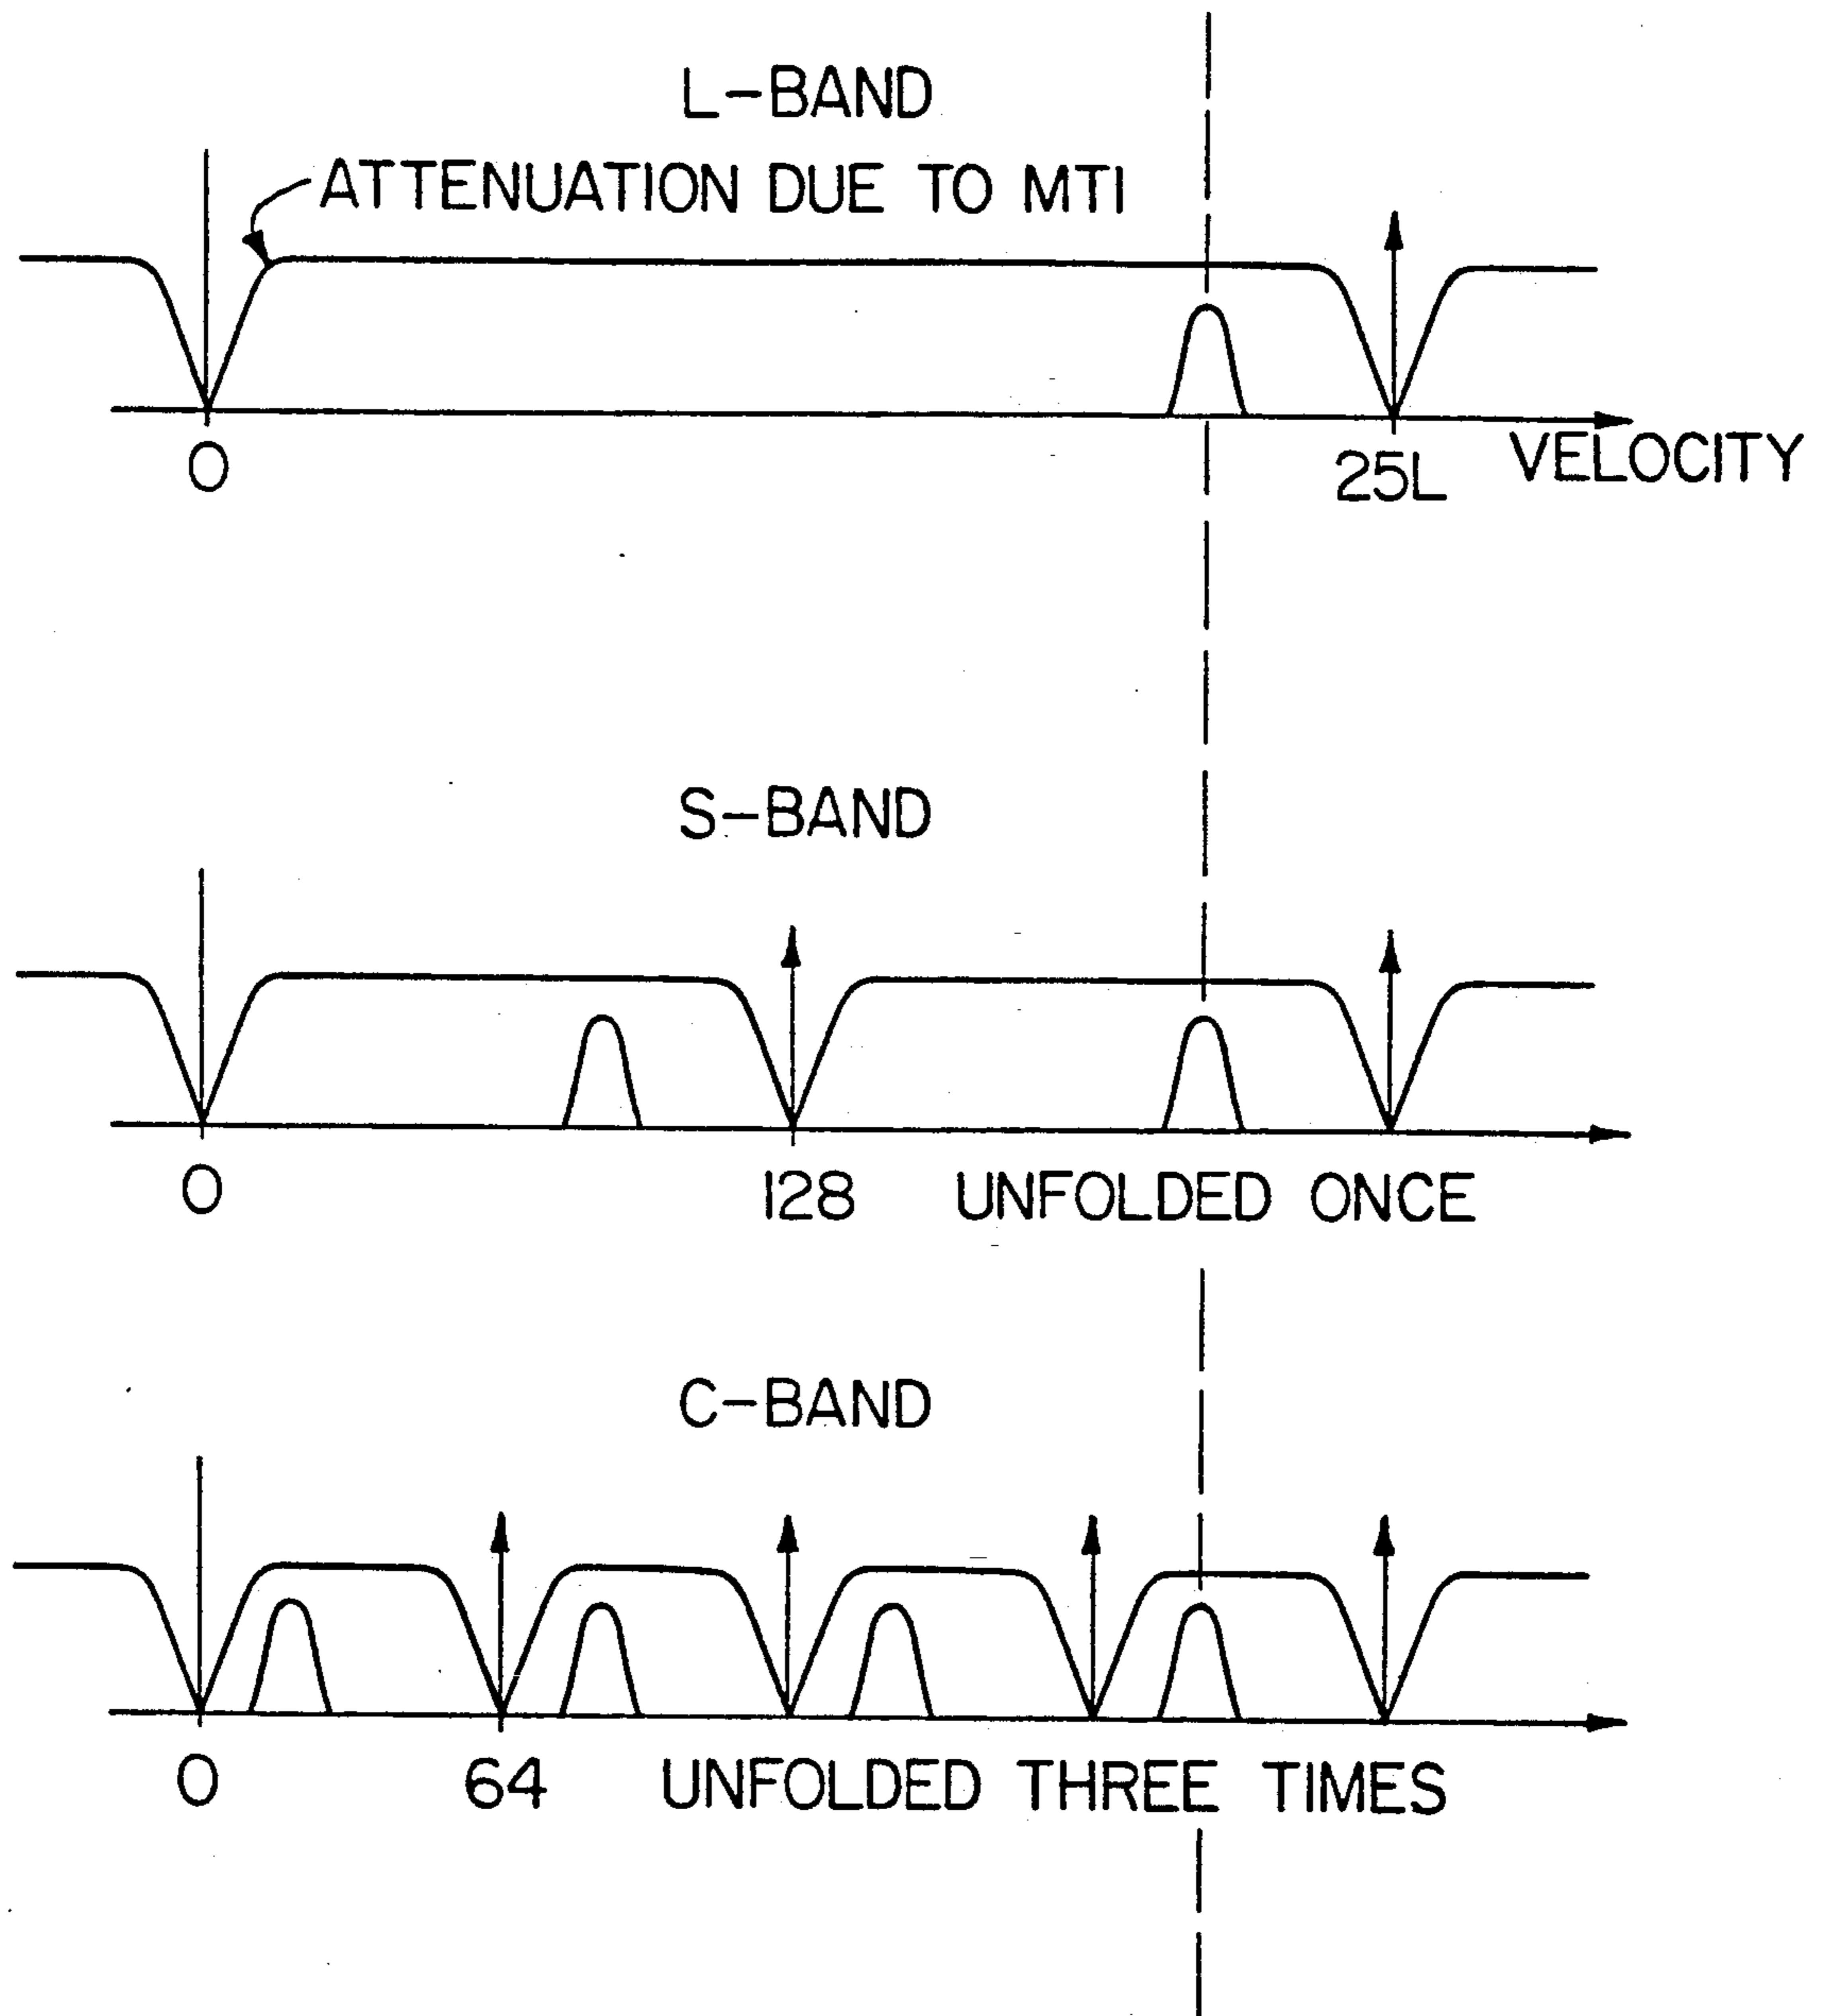 L-BAND
ATTENUATION DUE TO MTI
0
25L
VELOCITY
S-BAND
0
128
UNFOLDED ONCE
C-BAND
0
64
UNFOLDED THREE TIMES